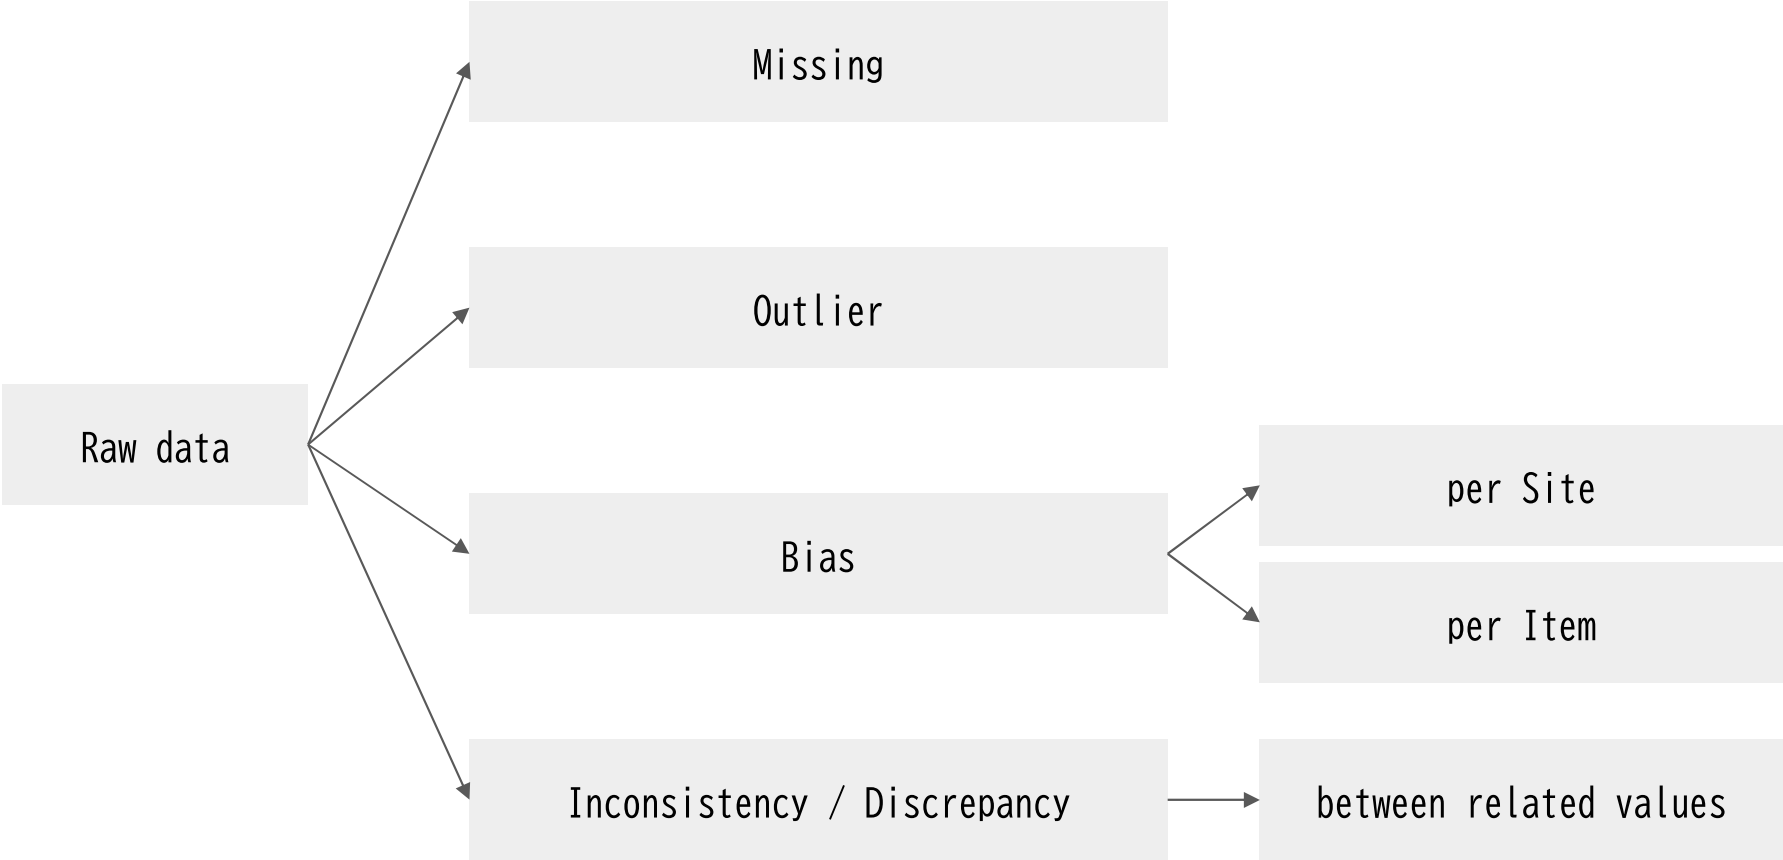 Missing
Outlier
Raw data
Bias
per Site
per Item
Inconsistency / Discrepancy
between related values